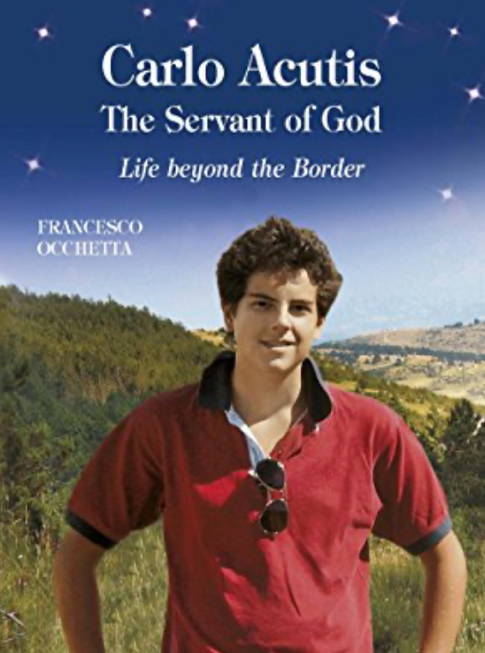 Carlo Acutis
The Servant of God
Life beyond the Border
FRANCESCO
OCCHETTA